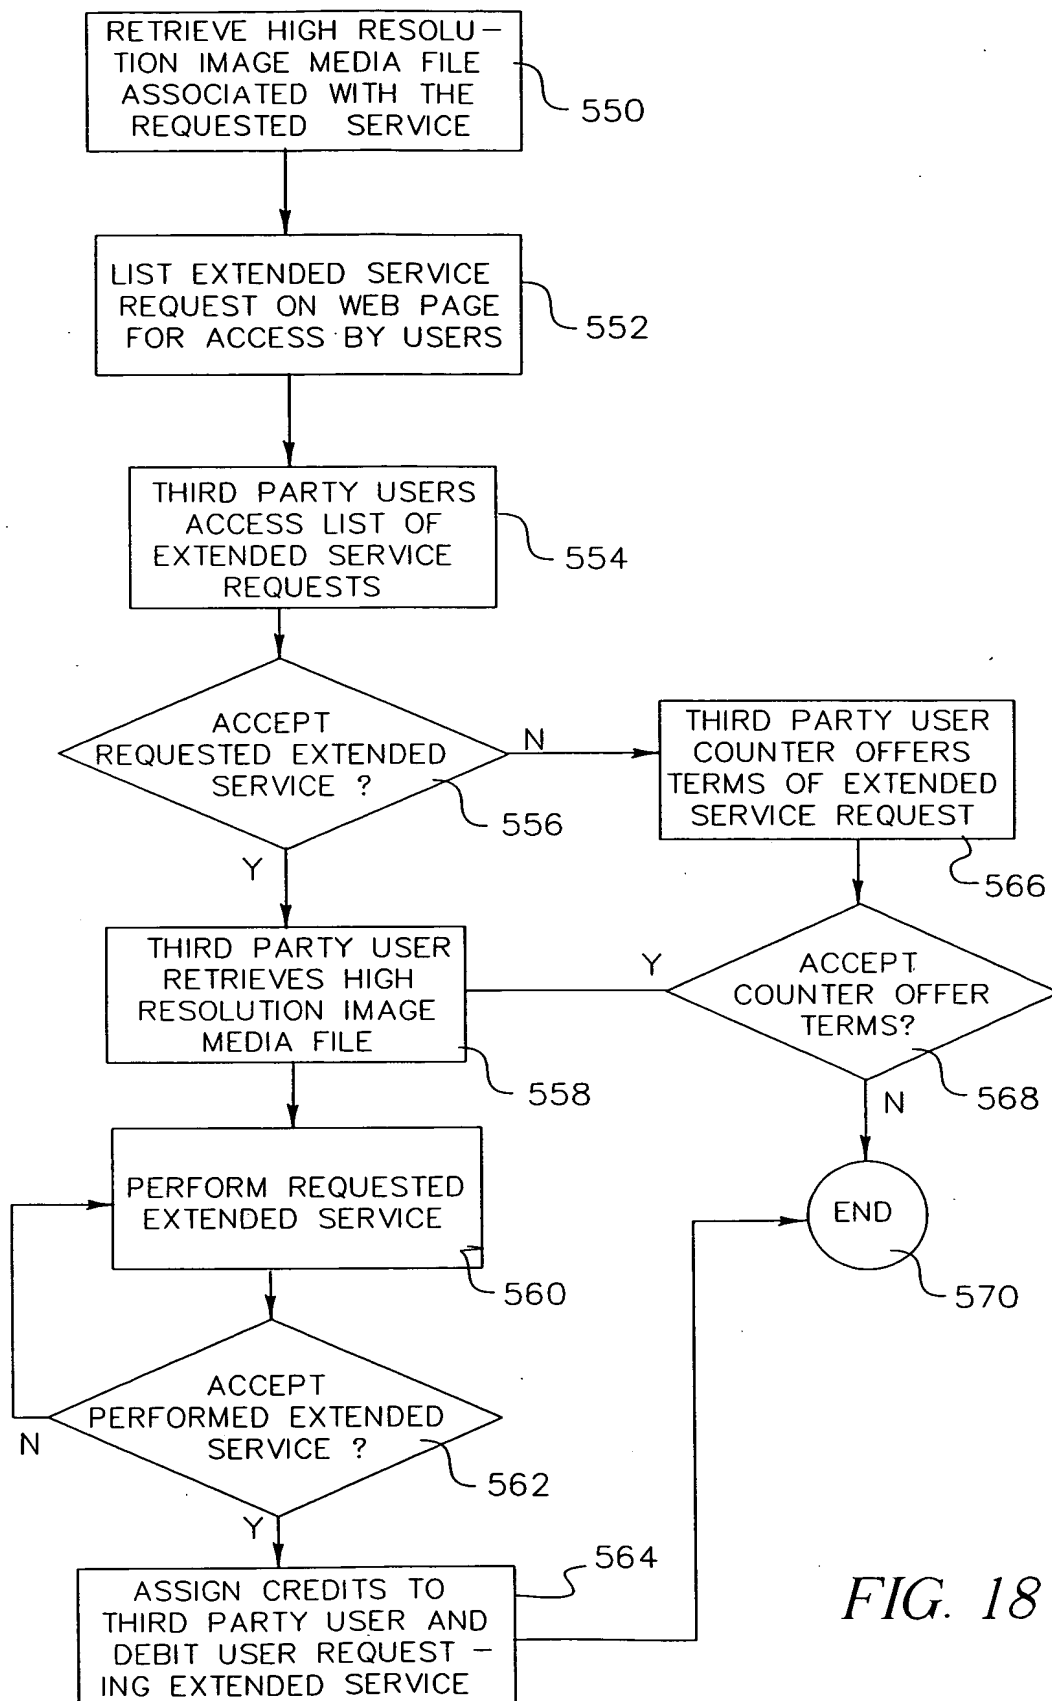 RETRIEVE HIGH RESOLU-
TION IMAGE MEDIA FILE
ASSOCIATED WITH THE
REQUESTED SERVICE
550
LIST EXTENDED SERVICE
REQUEST ON WEB PAGE
FOR ACCESS BY USERS
552
THIRD PARTY USERS
ACCESS LIST OF
EXTENDED SERVICE
REQUESTS
554
ACCEPT
REQUESTED EXTENDED
SERVICE ?
556
N
Y
THIRD PARTY USER
COUNTER OFFERS
TERMS OF EXTENDED
SERVICE REQUEST
566
THIRD PARTY USER
RETRIEVES HIGH
RESOLUTION IMAGE
MEDIA FILE
558
Y
ACCEPT
COUNTER OFFER
TERMS?
568
N
PERFORM REQUESTED
EXTENDED SERVICE
560
END
570
ACCEPT
PERFORMED EXTENDED
SERVICE ?
562
N
Y
ASSIGN CREDITS TO
THIRD PARTY USER AND
DEBIT USER REQUEST -
ING EXTENDED SERVICE
564
FIG. 18